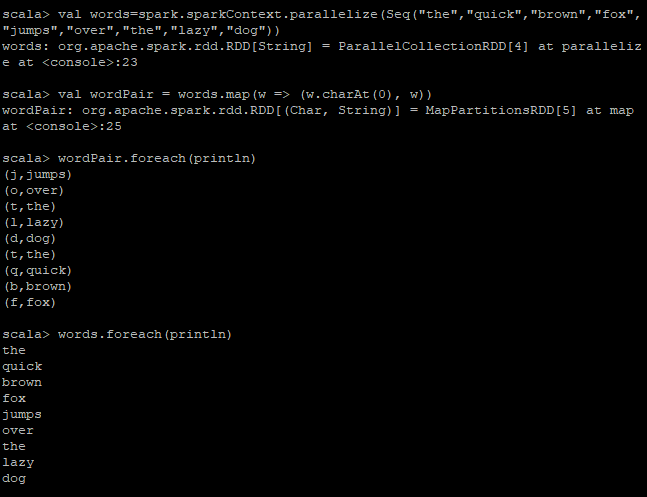 scala> val words=spark.sparkContext.parallelize(Seq("the","quick","brown","fox",
"jumps","over","the","lazy","dog"))
words: org.apache.spark.rdd.RDD[String] = ParallelCollectionRDD[4] at paralleliz
e at <console>:23
scala> val wordPair = words.map(w => (w.charAt(0), w))
wordPair: org.apache.spark.rdd.RDD[(Char, String)] = MapPartitionsRDD[5] at map
at <console>:25
scala> wordPair.foreach(println)
(j,jumps)
(o,over)
(t,the)
(l,lazy)
(d,dog)
(t,the)
(q,quick)
(b,brown)
(f,fox)
scala> words.foreach(println)
the
quick
brown
fox
jumps
over
the
lazy
dog